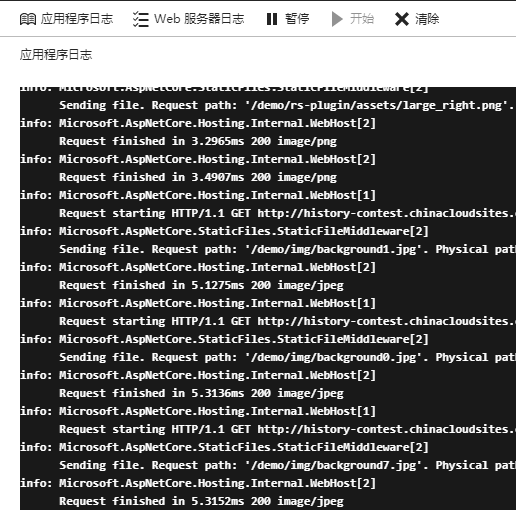 应用程序日志 Web 服务器日志 暂停 开始 清除
应用程序日志
info: Microsoft.AspNetCore.StaticFiles.StaticFileMiddleware[2]
Sending file. Request path: '/demo/rs-plugin/assets/large_right.png'.
info: Microsoft.AspNetCore.Hosting.Internal.WebHost[2]
Request finished in 3.2965ms 200 image/png
info: Microsoft.AspNetCore.Hosting.Internal.WebHost[2]
Request finished in 3.4907ms 200 image/png
info: Microsoft.AspNetCore.Hosting.Internal.WebHost[1]
Request starting HTTP/1.1 GET http://history-contest.chinacloudsites.
info: Microsoft.AspNetCore.StaticFiles.StaticFileMiddleware[2]
Sending file. Request path: '/demo/img/background1.jpg'. Physical pat
info: Microsoft.AspNetCore.Hosting.Internal.WebHost[2]
Request finished in 5.1275ms 200 image/jpeg
info: Microsoft.AspNetCore.Hosting.Internal.WebHost[1]
Request starting HTTP/1.1 GET http://history-contest.chinacloudsites.
info: Microsoft.AspNetCore.StaticFiles.StaticFileMiddleware[2]
Sending file. Request path: '/demo/img/background0.jpg'. Physical pat
info: Microsoft.AspNetCore.Hosting.Internal.WebHost[2]
Request finished in 5.3136ms 200 image/jpeg
info: Microsoft.AspNetCore.Hosting.Internal.WebHost[1]
Request starting HTTP/1.1 GET http://history-contest.chinacloudsites.
info: Microsoft.AspNetCore.StaticFiles.StaticFileMiddleware[2]
Sending file. Request path: '/demo/img/background7.jpg'. Physical pat
info: Microsoft.AspNetCore.Hosting.Internal.WebHost[2]
Request finished in 5.3152ms 200 image/jpeg